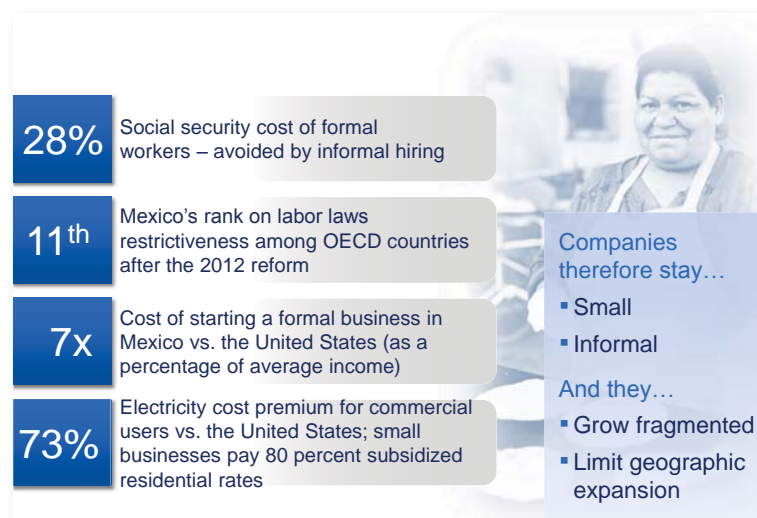 28%
Social security cost of formal
workers – avoided by informal hiring
11th
Mexico’s rank on labor laws
restrictiveness among OECD countries
after the 2012 reform
7x
Cost of starting a formal business in
Mexico vs. the United States (as a
percentage of average income)
73%
Electricity cost premium for commercial
users vs. the United States; small
businesses pay 80 percent subsidized
residential rates
Companies
therefore stay…
▪ Small
▪ Informal
And they…
▪ Grow fragmented
▪ Limit geographic
expansion